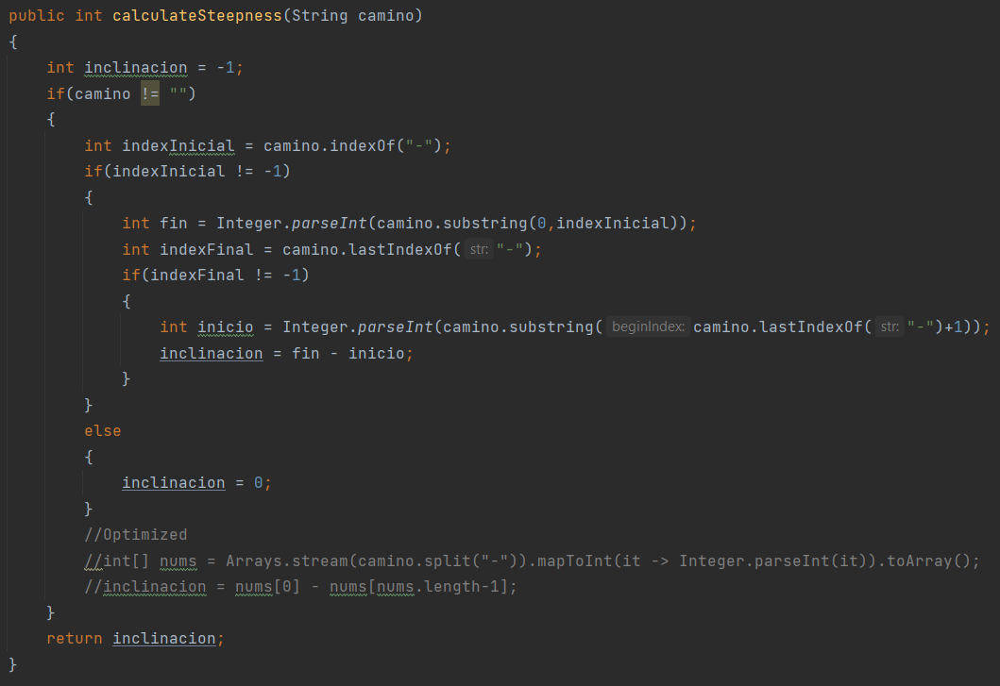 public int calculateSteepness(String camino)
{
    int inclinacion = -1;
    if(camino != "")
    {
        int indexInicial = camino.indexOf("-");
        if(indexInicial != -1)
        {
            int fin = Integer.parseInt(camino.substring(0,indexInicial));
            int indexFinal = camino.lastIndexOf( str: "-");
            if(indexFinal != -1)
            {
                int inicio = Integer.parseInt(camino.substring( beginIndex: camino.lastIndexOf( str: "-")+1));
                inclinacion = fin - inicio;
            }
        }
        else
        {
            inclinacion = 0;
        }
        //Optimized
        //int[] nums = Arrays.stream(camino.split("-")).mapToInt(it -> Integer.parseInt(it)).toArray();
        //inclinacion = nums[0] - nums[nums.length-1];
    }
    return inclinacion;
}